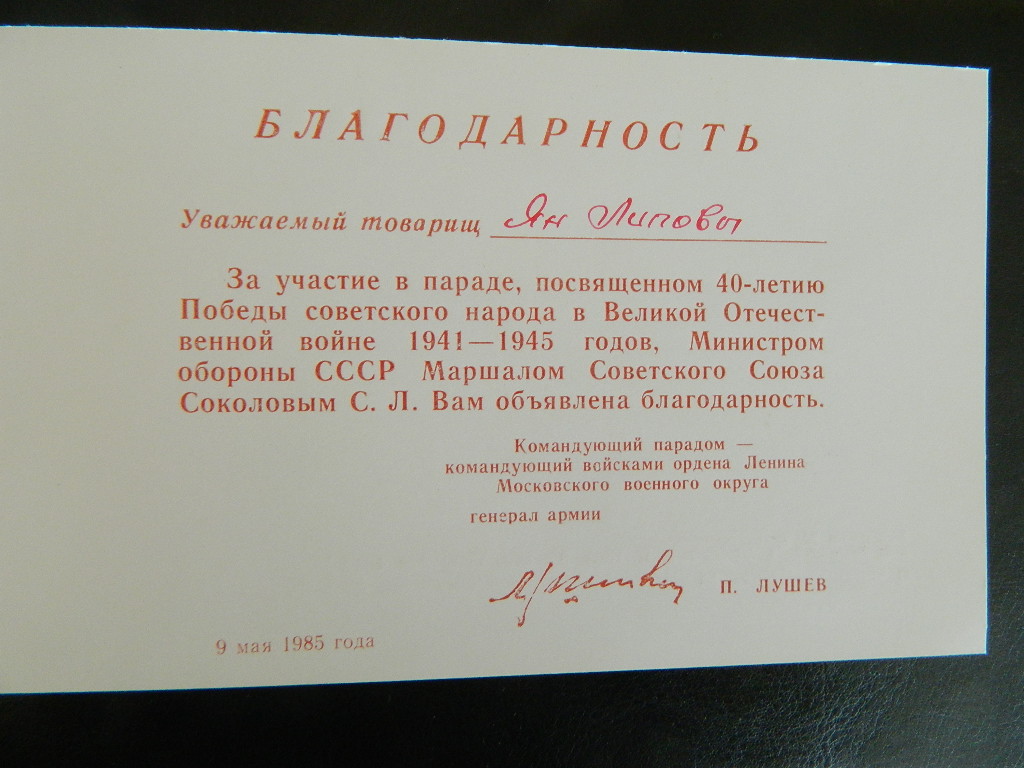 БЛАГОДАРНОСТЬ
Уважаемый товарищ Ян Липовы
За участие в параде, посвященном 40-летию
Победы советского народа в Великой Отечест-
венной войне 1941—1945 годов, Министром
обороны СССР Маршалом Советского Союза
Соколовым С. Л. Вам объявлена благодарность.
Командующий парадом —
командующий войсками ордена Ленина
Московского военного округа
генерал армии
П. ЛУШЕВ
9 мая 1985 года